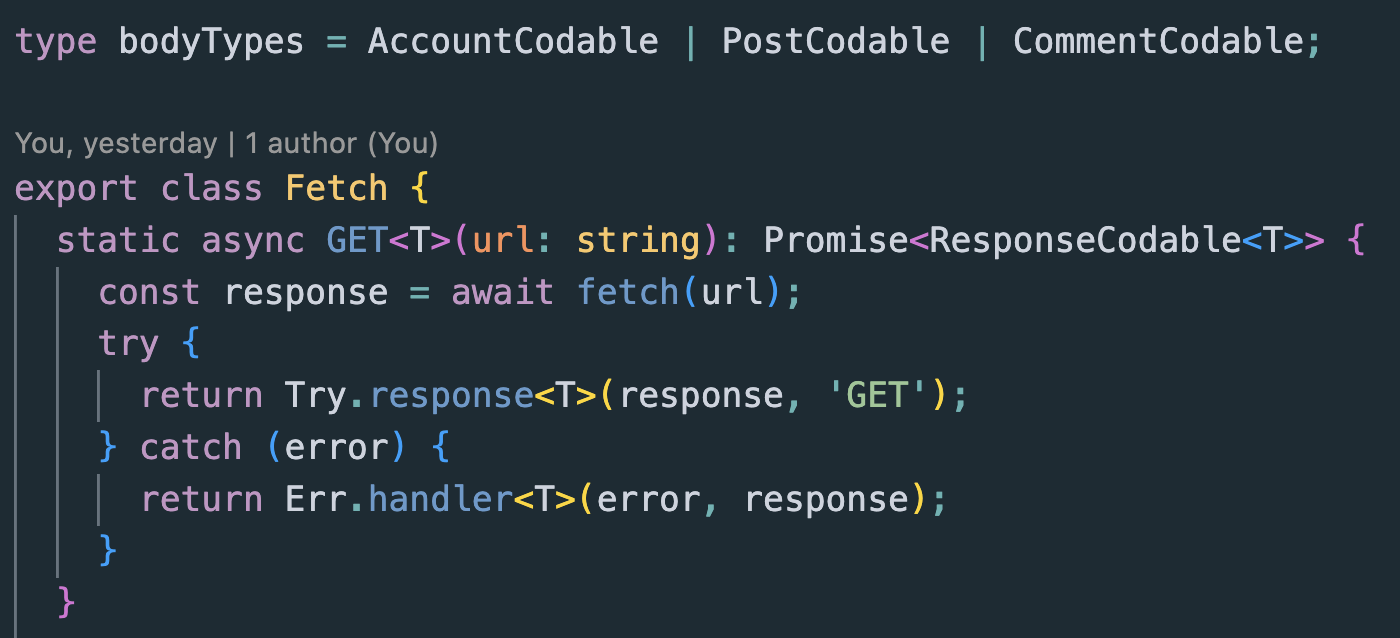 type bodyTypes = AccountCodable | PostCodable | CommentCodable;
You, yesterday | 1 author (You)
export class Fetch {
static async GET<T>(url: string): Promise<ResponseCodable<T>> {
const response = await fetch(url);
try {
return Try.response<T>(response, 'GET');
} catch (error) {
return Err.handler<T>(error, response);
}
}